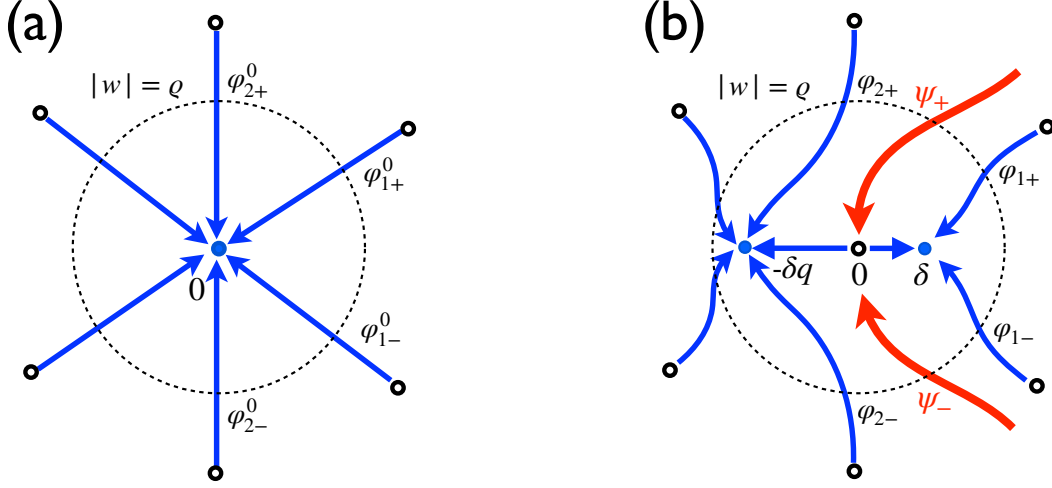 (a)
|w| = ϱ
φ⁰₂₊
φ⁰₁₊
0
φ⁰₁₋
φ⁰₂₋
(b)
|w| = ϱ
φ₂₊
ψ₊
φ₁₊
-δq
0
δ
φ₁₋
ψ₋
φ₂₋